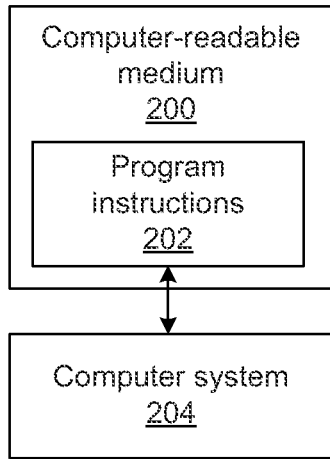 Computer-readable
medium
200
Program
instructions
202
Computer system
204